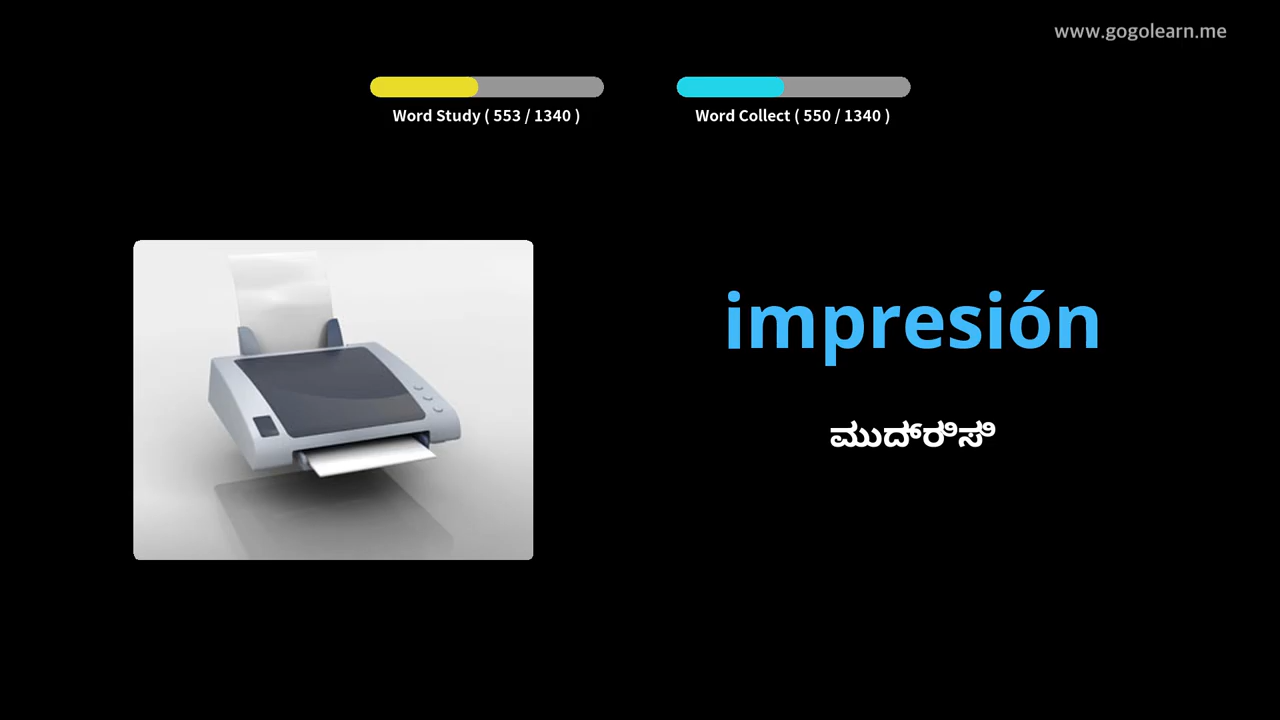 www.gogolearn.me
Word Study ( 553 / 1340 )
Word Collect ( 550 / 1340 )
impresión
ಮುದ್ರಿಸಿ